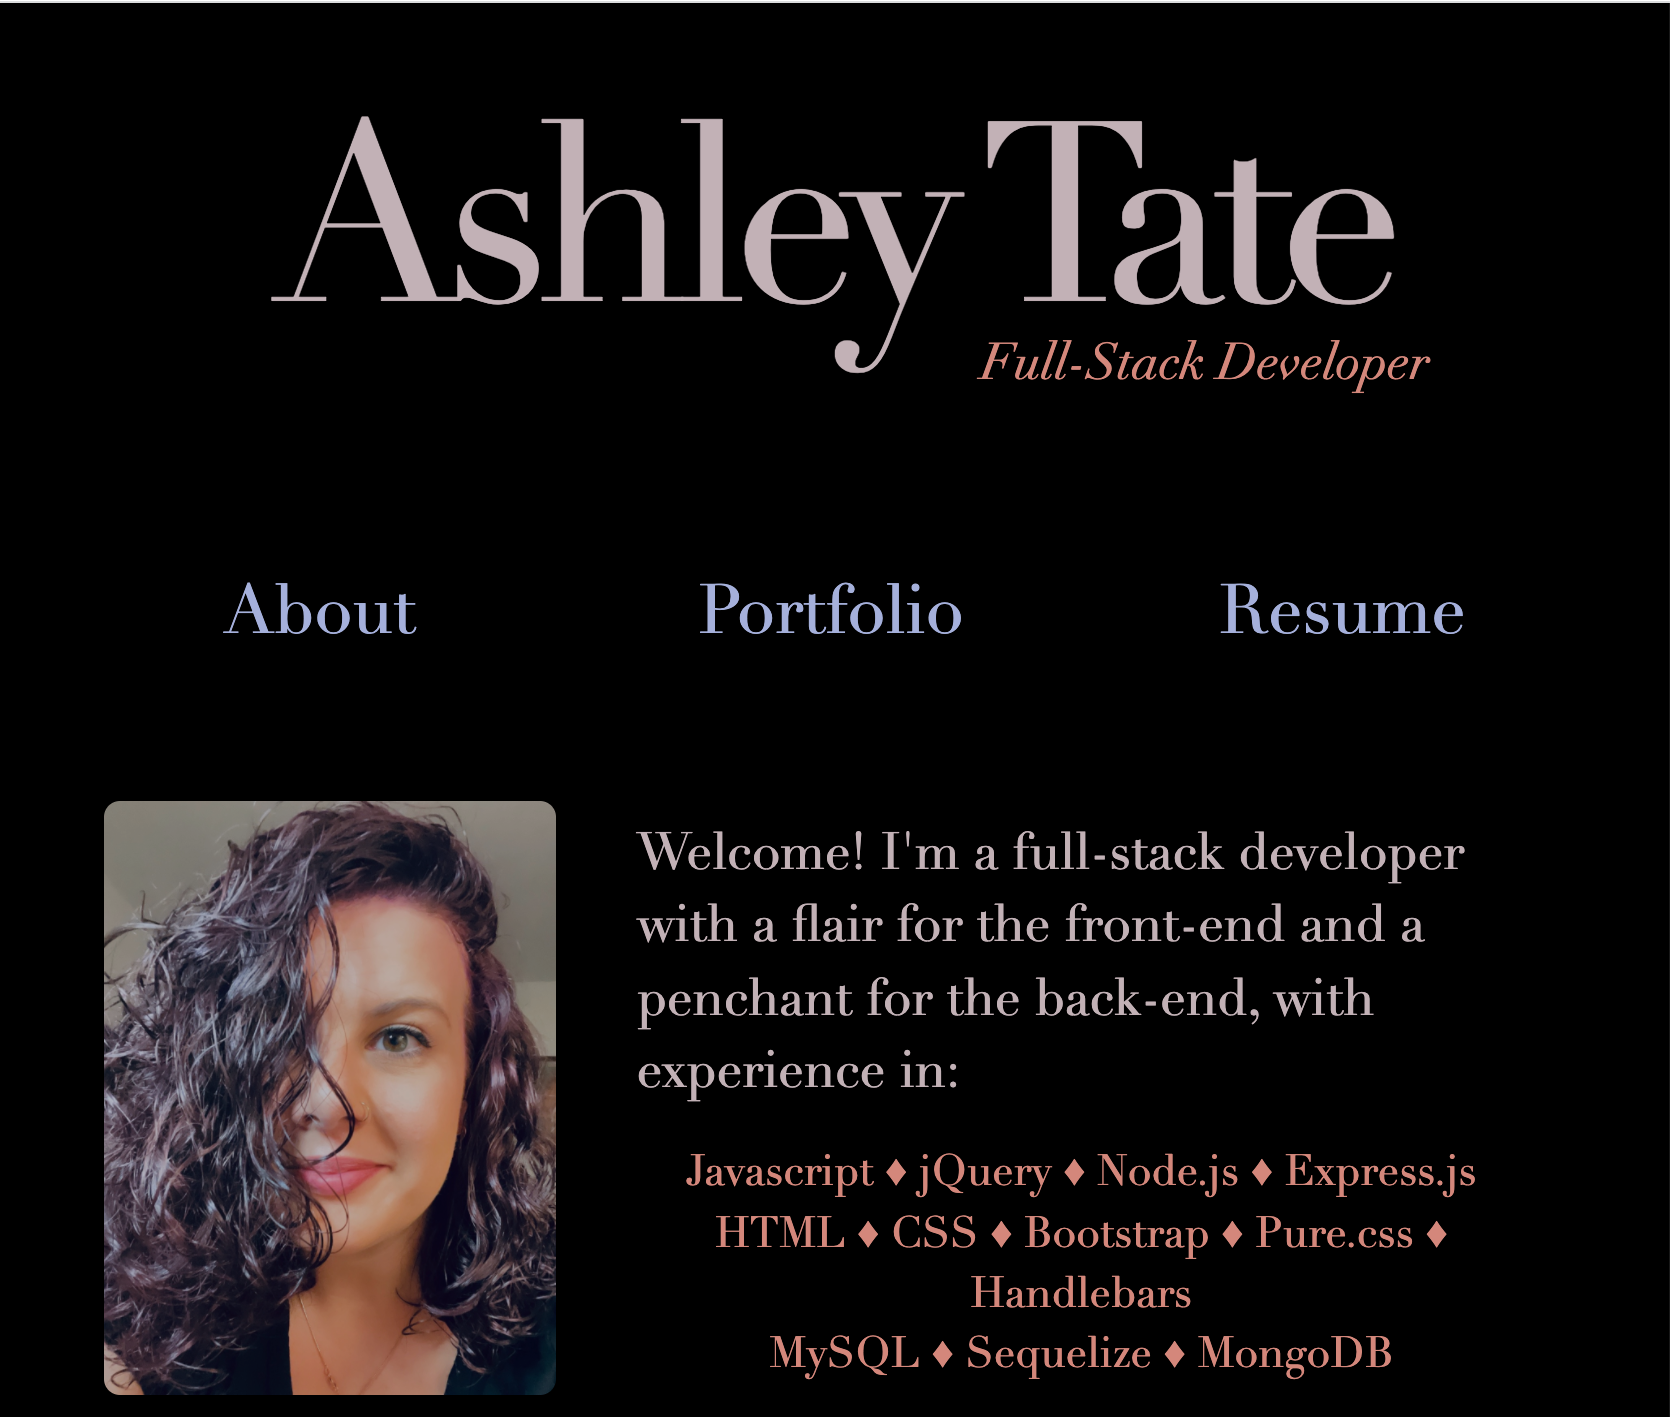 Ashley Tate
Full-Stack Developer
About Portfolio Resume
Welcome! I'm a full-stack developer
with a flair for the front-end and a
penchant for the back-end, with
experience in:
Javascript ♦ jQuery ♦ Node.js ♦ Express.js
HTML ♦ CSS ♦ Bootstrap ♦ Pure.css ♦
Handlebars
MySQL ♦ Sequelize ♦ MongoDB